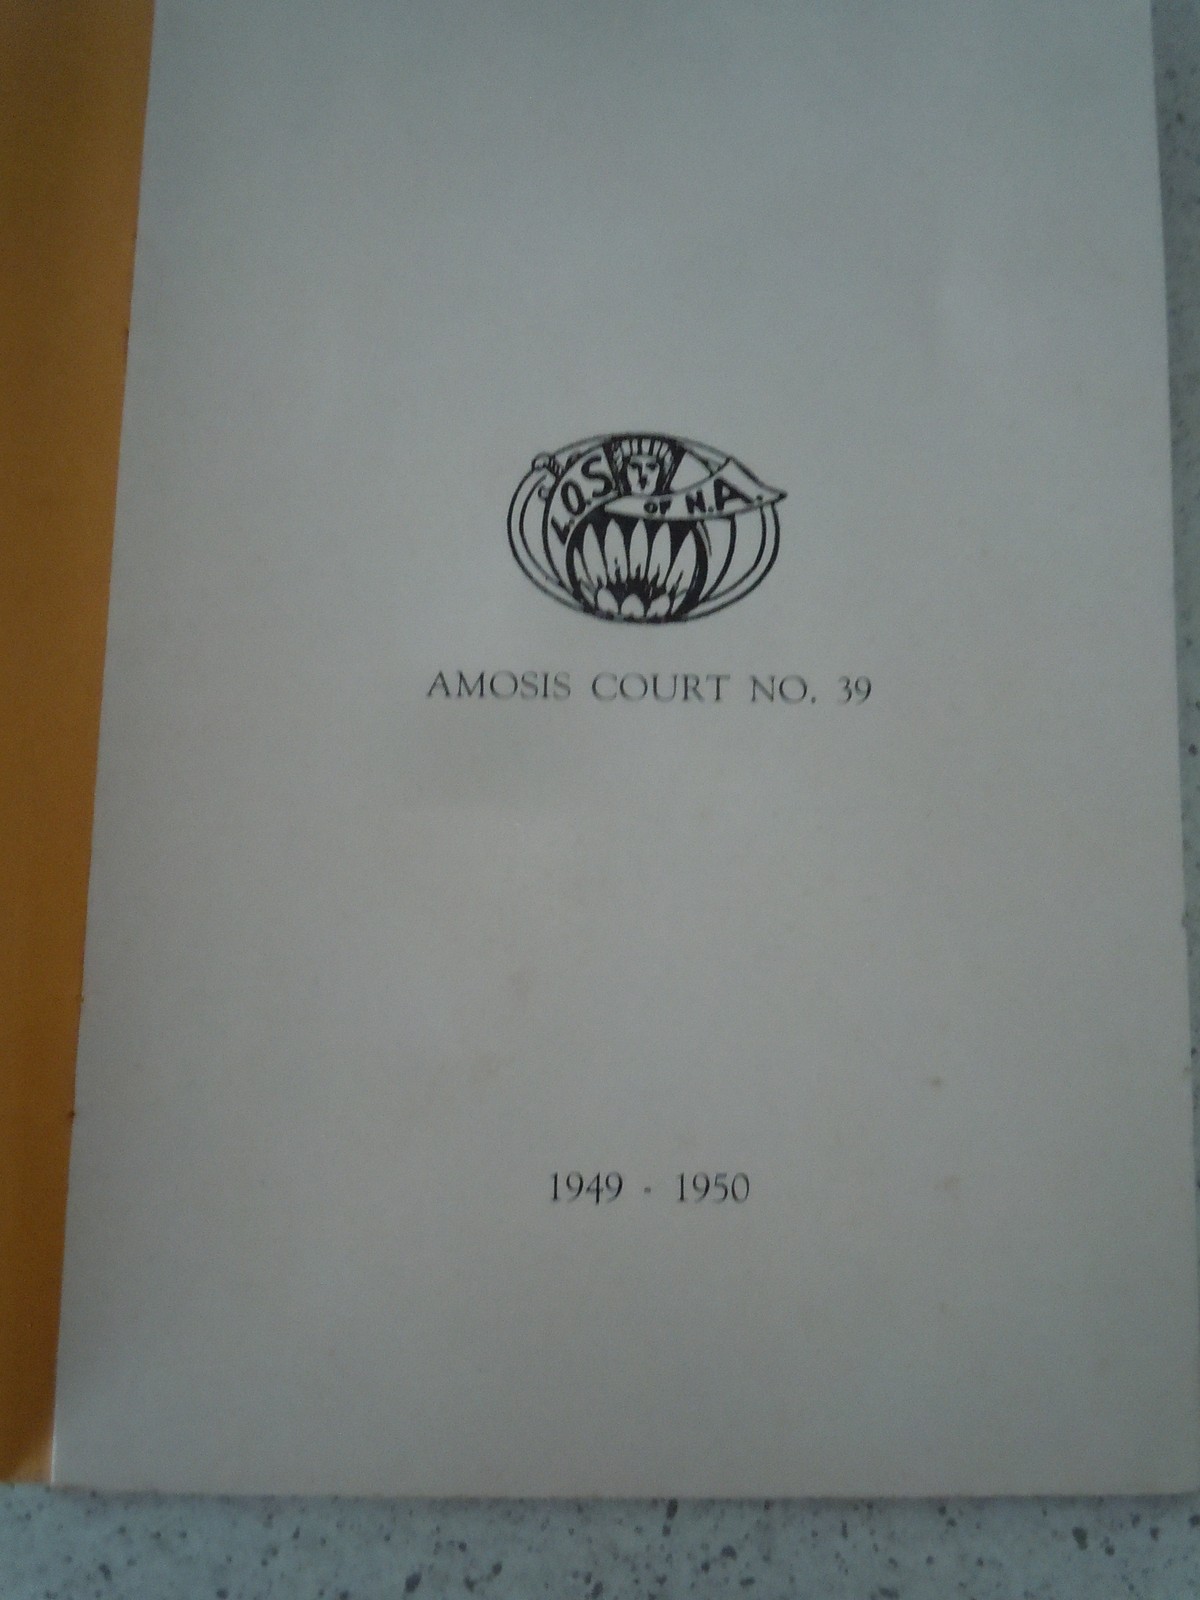 L.O.S
OF N.A.
AMOSIS COURT NO. 39
1949 - 1950